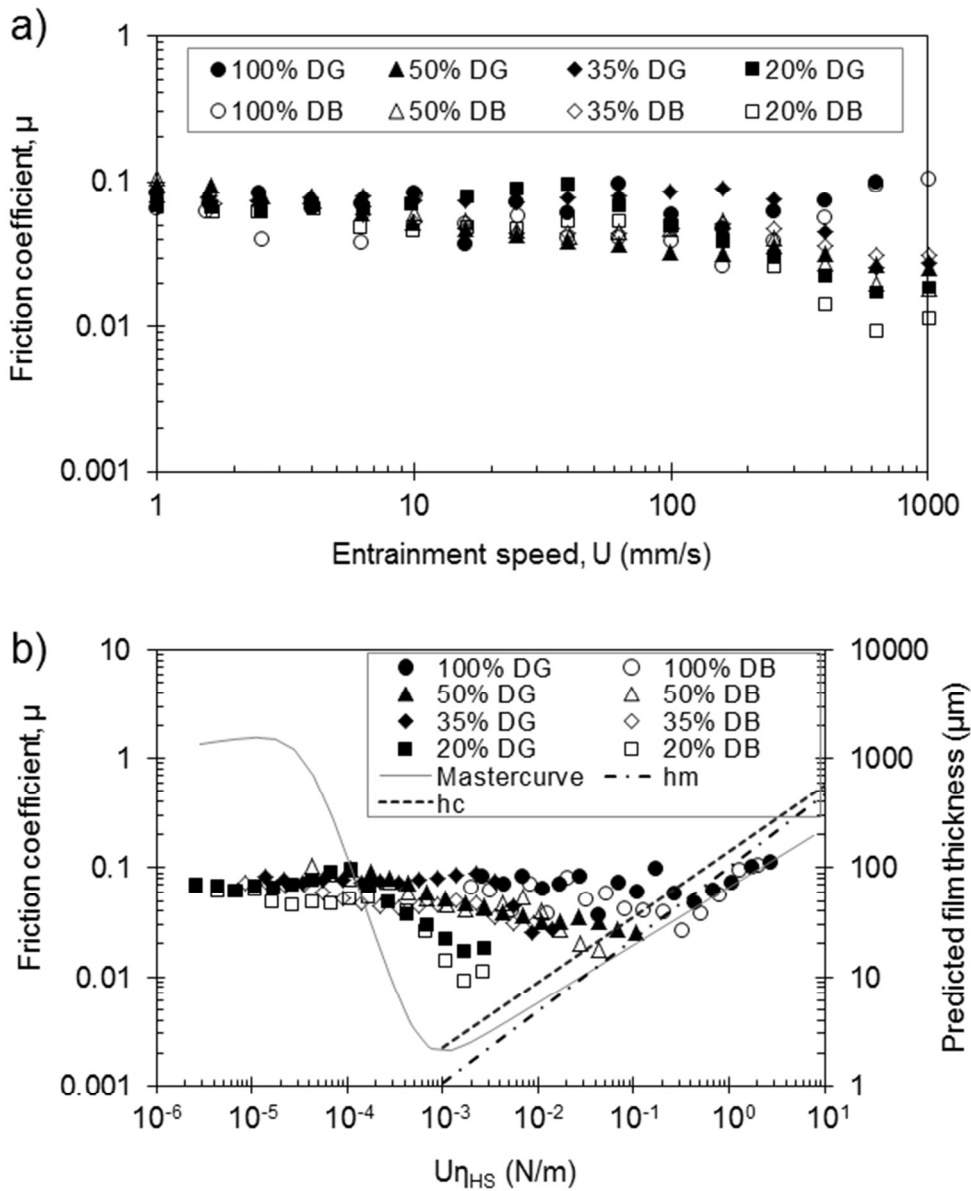 a)
1
0.1
0.01
0.001
Friction coefficient, μ
100% DG 50% DG 35% DG 20% DG
100% DB 50% DB 35% DB 20% DB
1 10 100 1000
Entrainment speed, U (mm/s)
b)
10
1
0.1
0.01
0.001
Friction coefficient, μ
100% DG 100% DB
50% DG 50% DB
35% DG 35% DB
20% DG 20% DB
Mastercurve hm
hc
10000
1000
100
10
1
Predicted film thickness (μm)
10⁻⁶ 10⁻⁵ 10⁻⁴ 10⁻³ 10⁻² 10⁻¹ 10⁰ 10¹
UηHS (N/m)